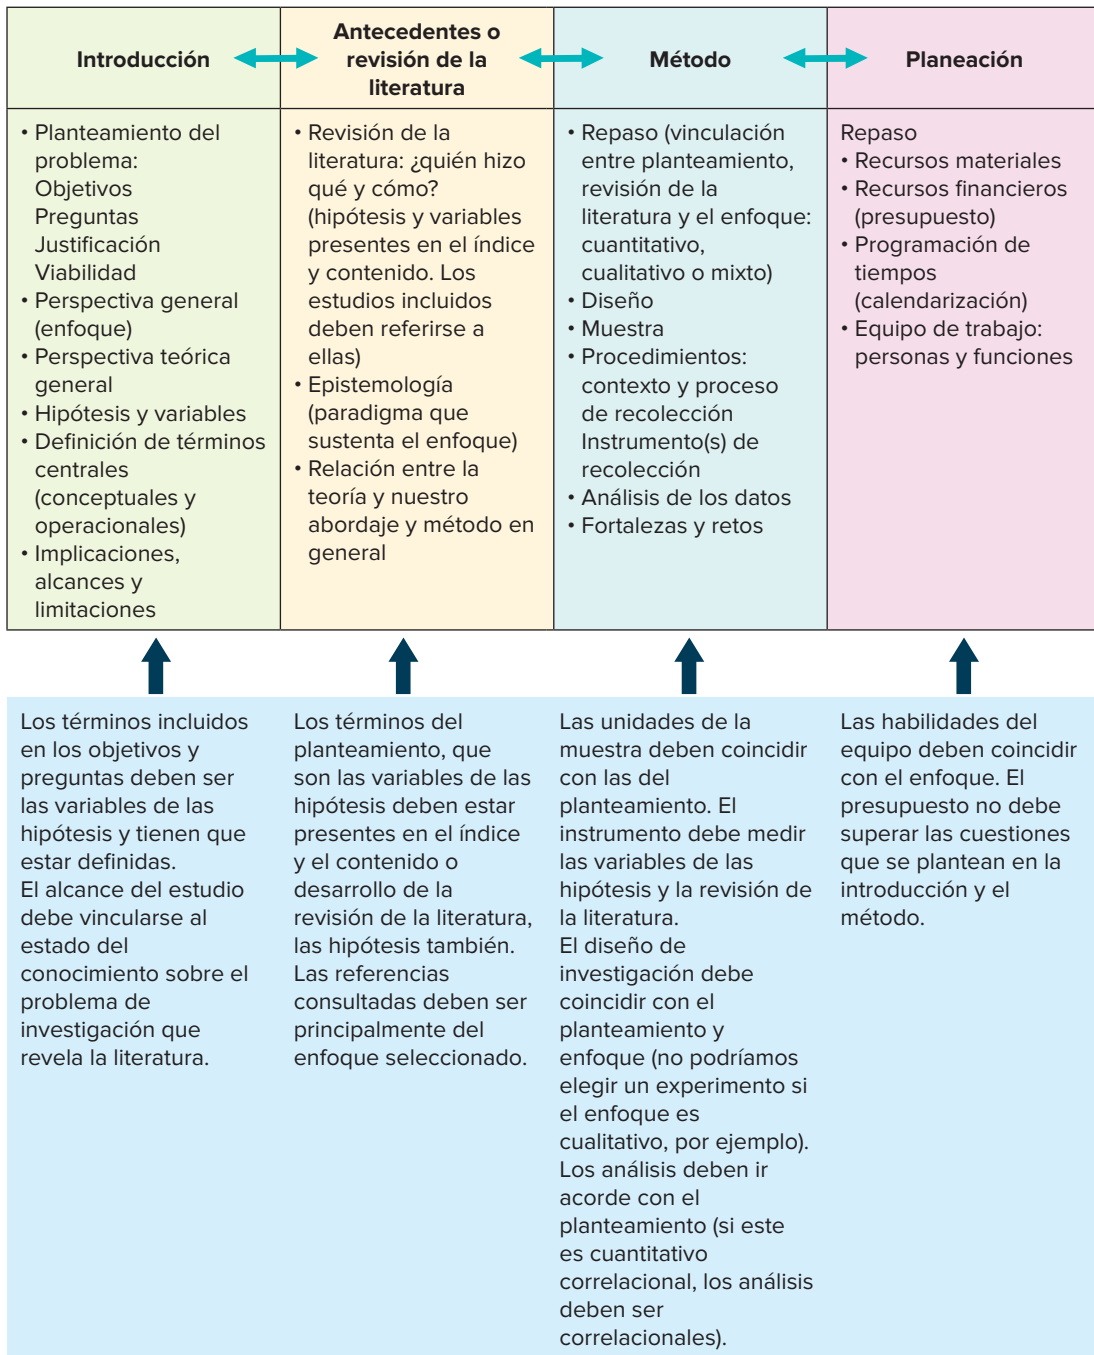 Introducción
Antecedentes o
revisión de la
literatura
Método
Planeación
• Planteamiento del
problema:
Objetivos
Preguntas
Justificación
Viabilidad
• Perspectiva general
(enfoque)
• Perspectiva teórica
general
• Hipótesis y variables
• Definición de términos
centrales
(conceptuales y
operacionales)
• Implicaciones,
alcances y
limitaciones
• Revisión de la
literatura: ¿quién hizo
qué y cómo?
(hipótesis y variables
presentes en el índice
y contenido. Los
estudios incluidos
deben referirse a
ellas)
• Epistemología
(paradigma que
sustenta el enfoque)
• Relación entre la
teoría y nuestro
abordaje y método en
general
• Repaso (vinculación
entre planteamiento,
revisión de la
literatura y el enfoque:
cuantitativo,
cualitativo o mixto)
• Diseño
• Muestra
• Procedimientos:
contexto y proceso
de recolección
Instrumento(s) de
recolección
• Análisis de los datos
• Fortalezas y retos
Repaso
• Recursos materiales
• Recursos financieros
(presupuesto)
• Programación de
tiempos
(calendarización)
• Equipo de trabajo:
personas y funciones
Los términos incluidos
en los objetivos y
preguntas deben ser
las variables de las
hipótesis y tienen que
estar definidas.
El alcance del estudio
debe vincularse al
estado del
conocimiento sobre el
problema de
investigación que
revela la literatura.
Los términos del
planteamiento, que
son las variables de las
hipótesis deben estar
presentes en el índice
y el contenido o
desarrollo de la
revisión de la literatura,
las hipótesis también.
Las referencias
consultadas deben ser
principalmente del
enfoque seleccionado.
Las unidades de la
muestra deben coincidir
con las del
planteamiento. El
instrumento debe medir
las variables de las
hipótesis y la revisión de
la literatura.
El diseño de
investigación debe
coincidir con el
planteamiento y
enfoque (no podríamos
elegir un experimento si
el enfoque es
cualitativo, por ejemplo).
Los análisis deben ir
acorde con el
planteamiento (si este
es cuantitativo
correlacional, los análisis
deben ser
correlacionales).
Las habilidades del
equipo deben coincidir
con el enfoque. El
presupuesto no debe
superar las cuestiones
que se plantean en la
introducción y el
método.